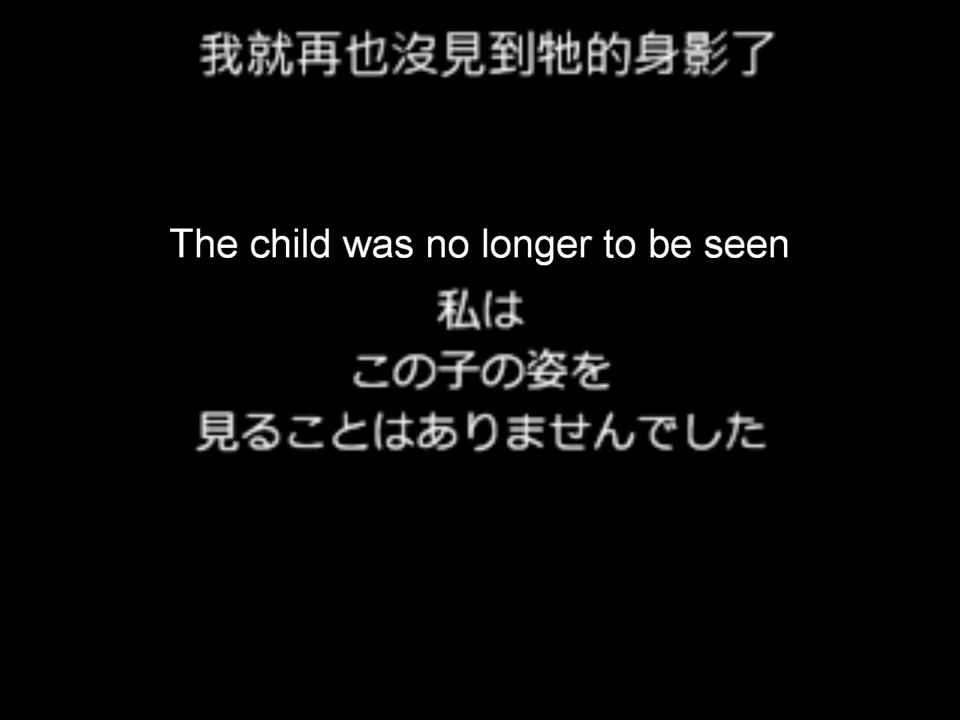 我就再也沒見到牠的身影了
The child was no longer to be seen
私は
この子の姿を
見ることはありませんでした